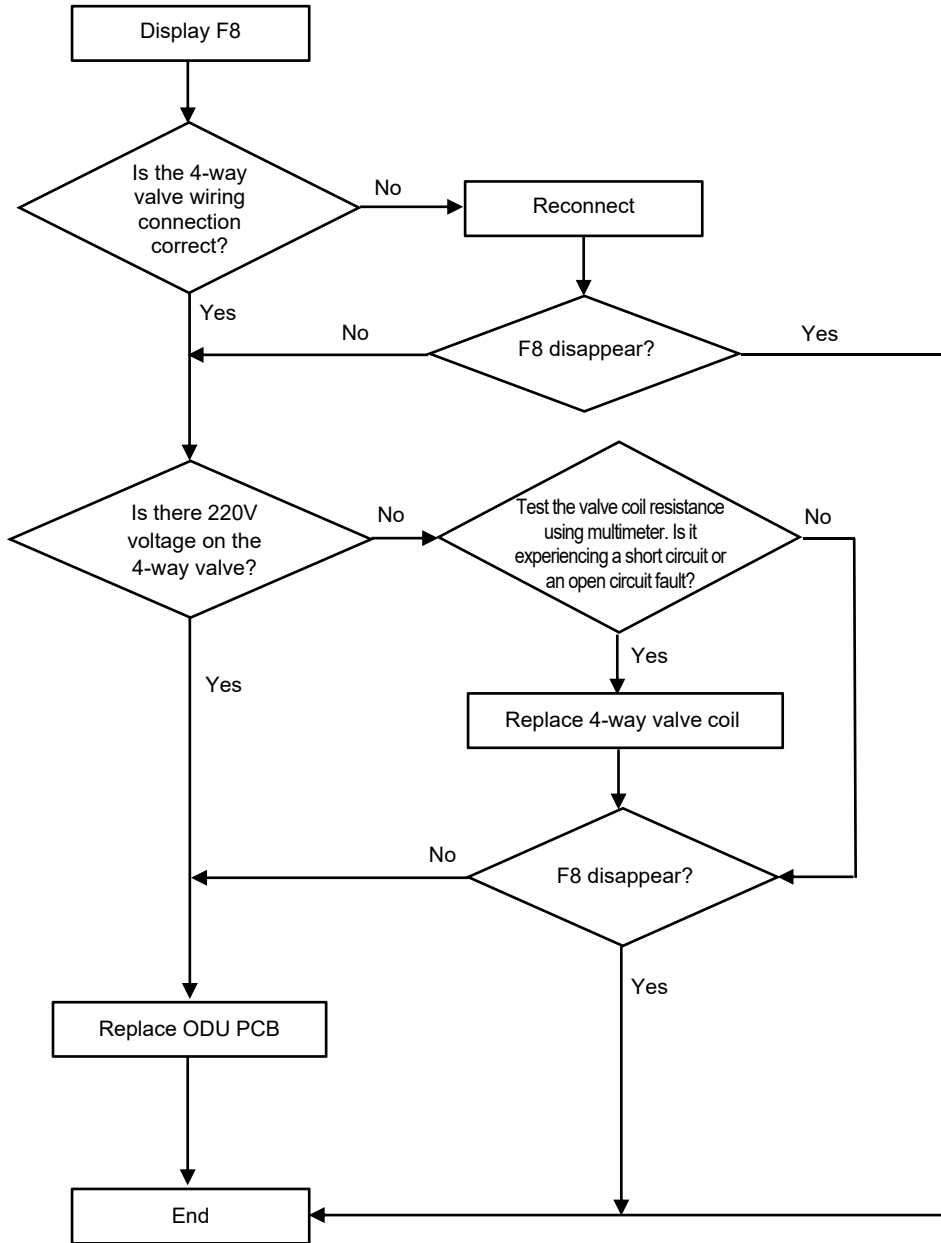 Display F8
Is the 4-way
valve wiring
connection
correct?
No
Reconnect
Yes
No
F8 disappear?
Yes
Is there 220V
voltage on the
4-way valve?
No
Test the valve coil resistance
using multimeter. Is it
experiencing a short circuit or
an open circuit fault?
No
Yes
Yes
Replace 4-way valve coil
No
F8 disappear?
Yes
Replace ODU PCB
End